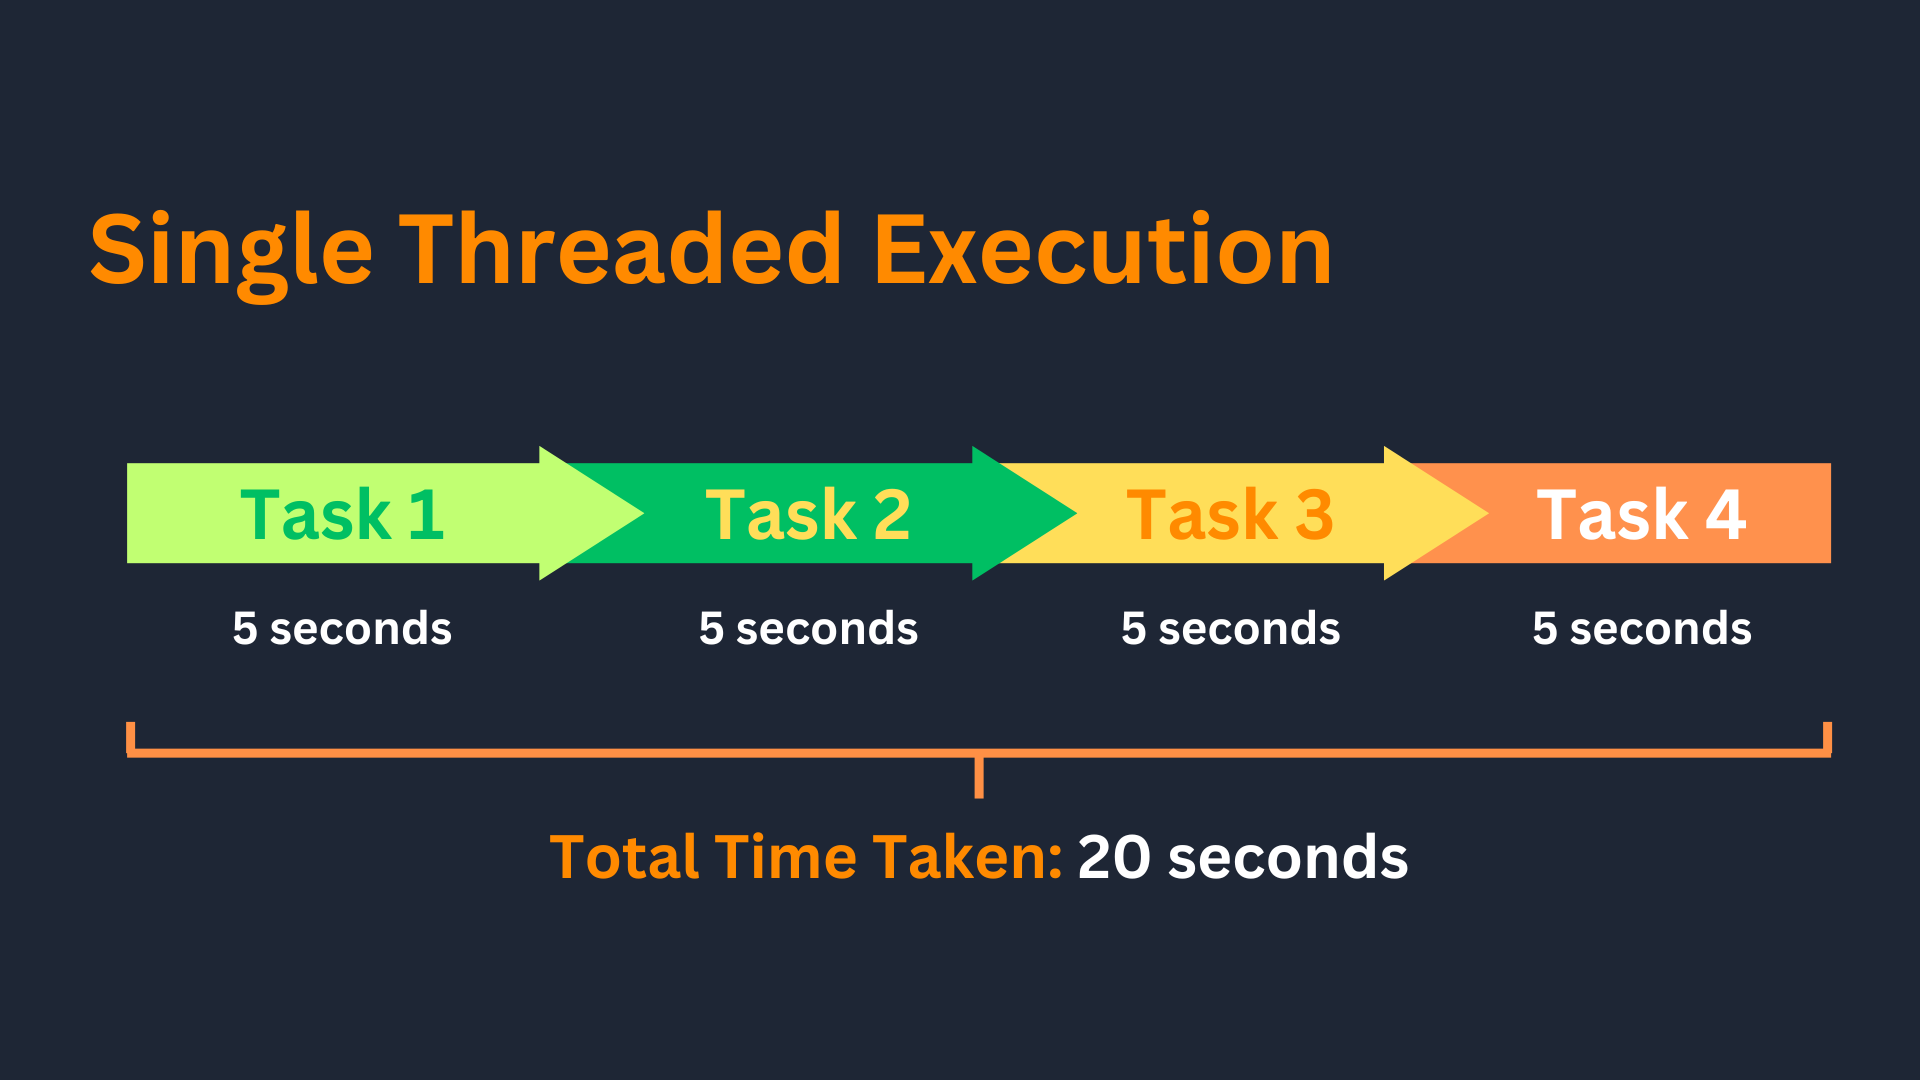 Single Threaded Execution
Task 1 Task 2 Task 3 Task 4
5 seconds 5 seconds 5 seconds 5 seconds
Total Time Taken: 20 seconds